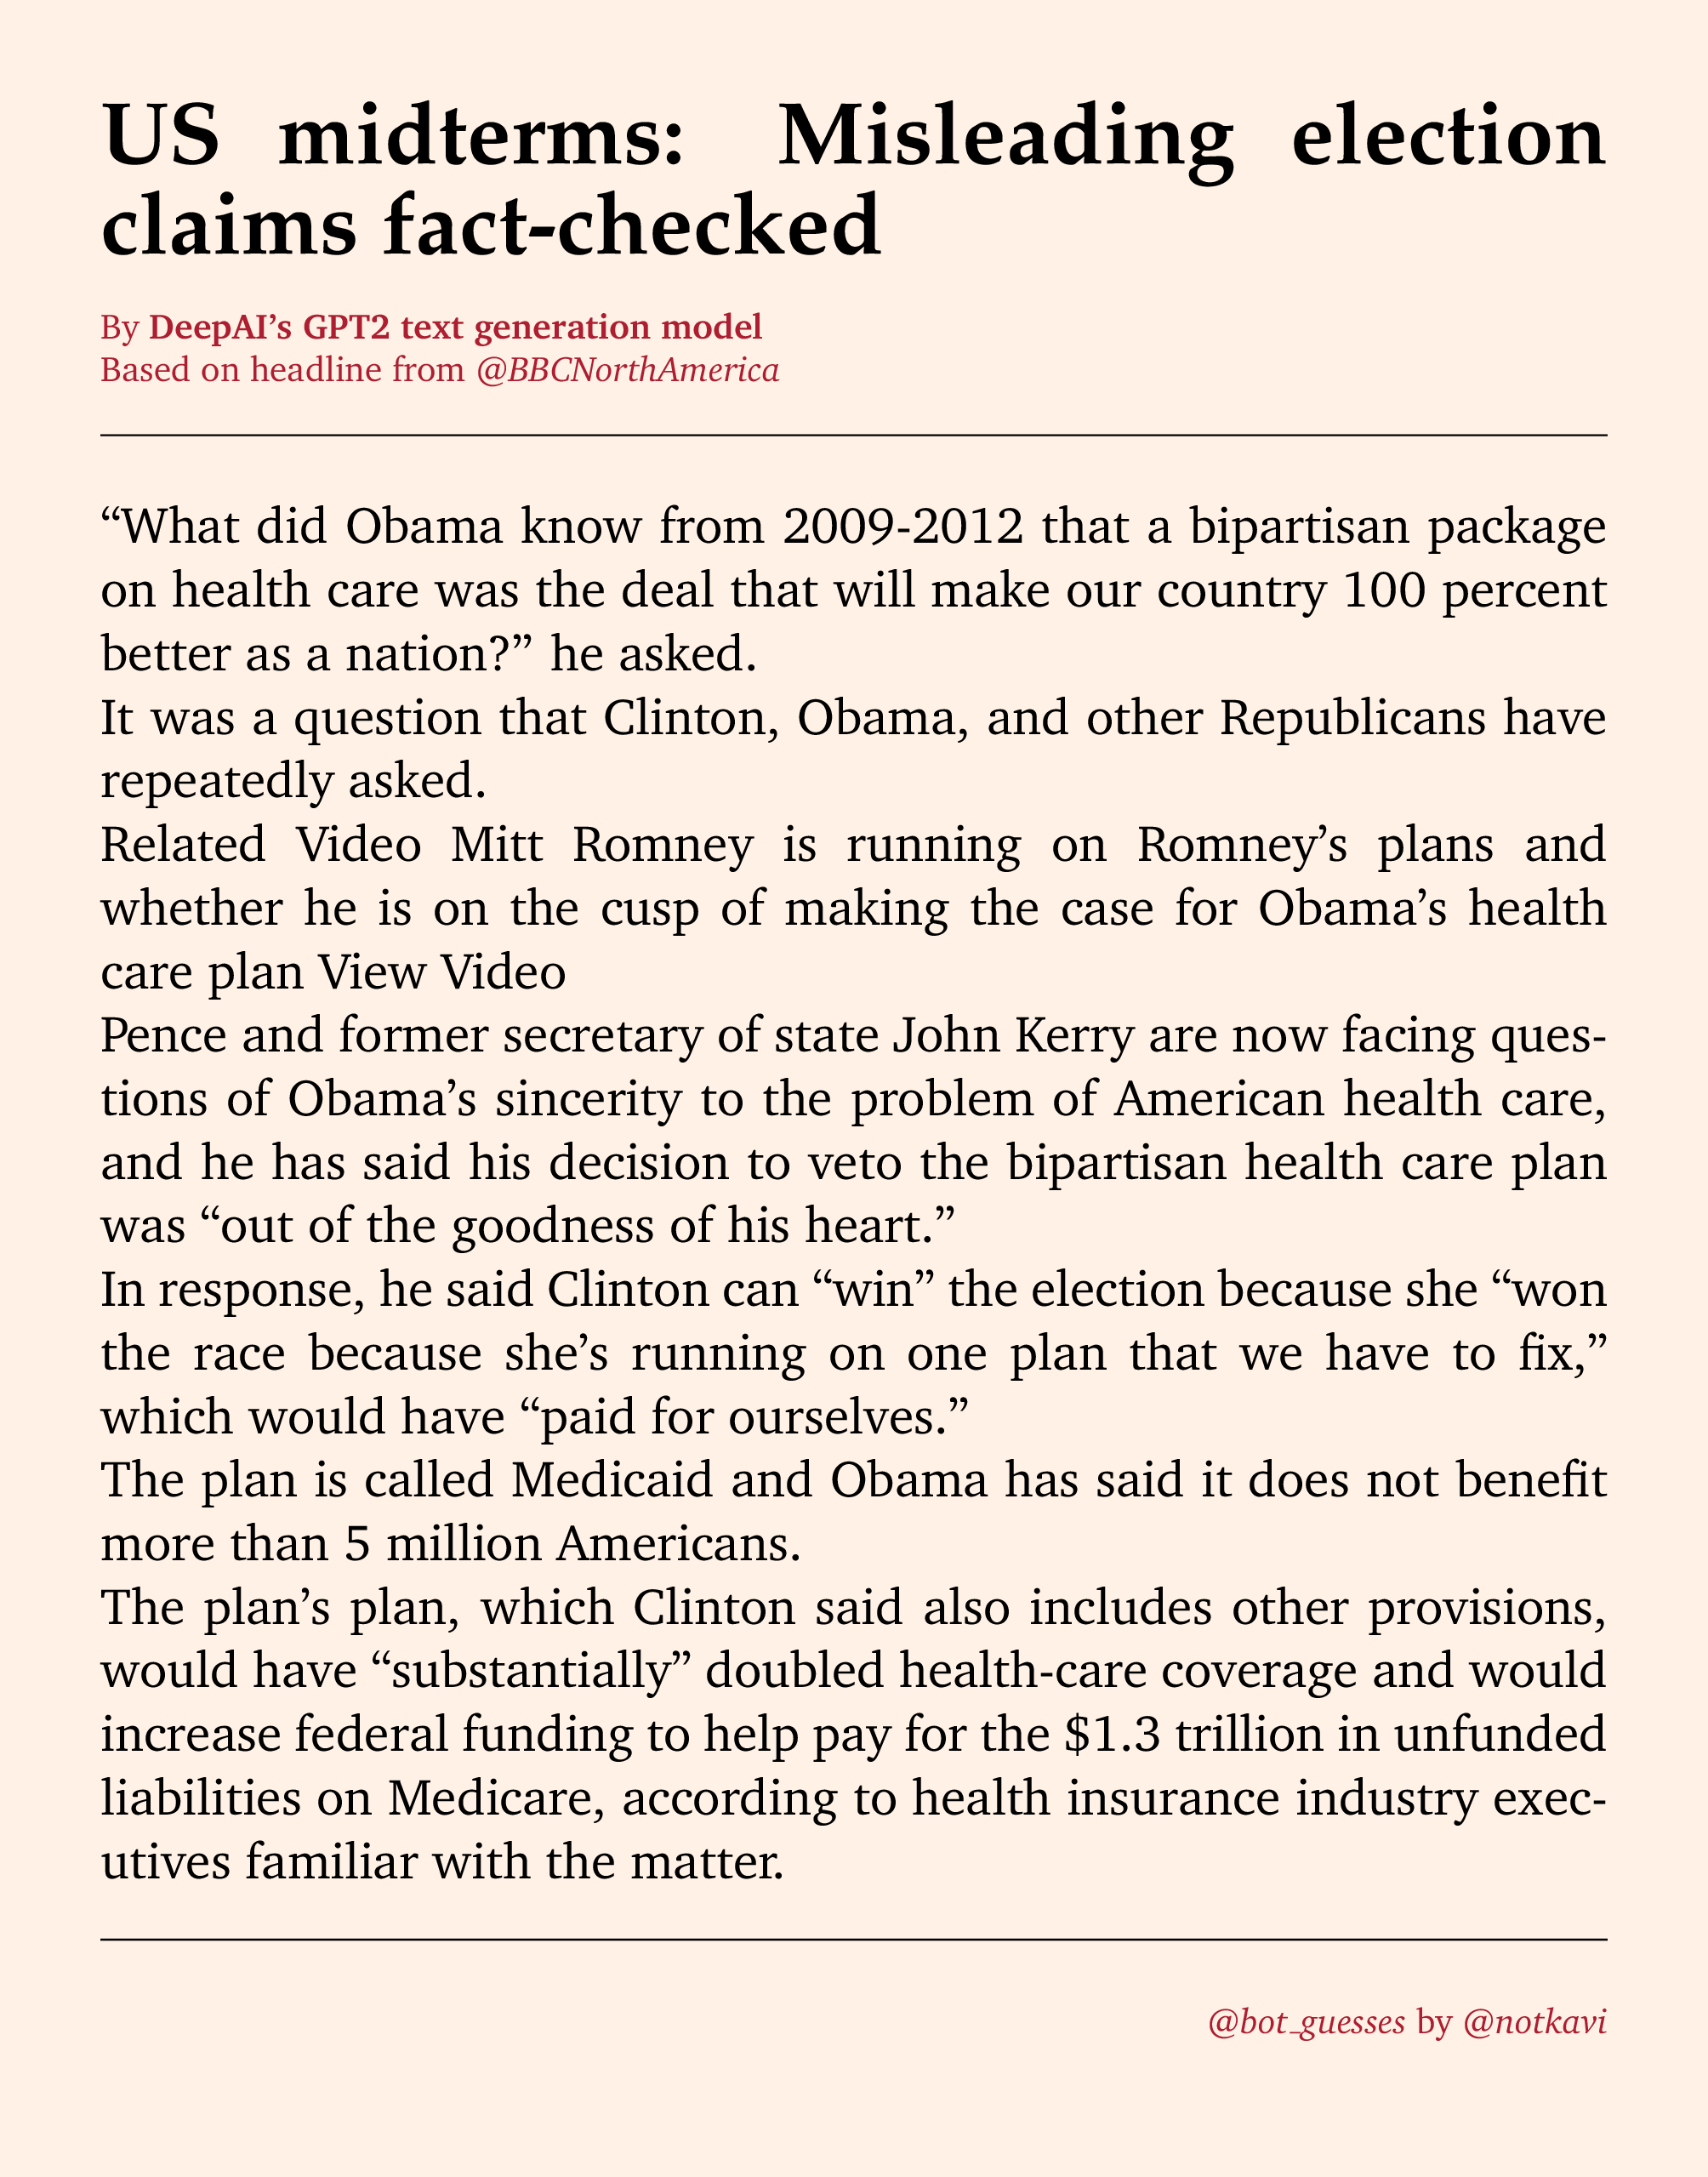 US midterms: Misleading election
claims fact-checked
By DeepAI’s GPT2 text generation model
Based on headline from @BBCNorthAmerica
“What did Obama know from 2009-2012 that a bipartisan package
on health care was the deal that will make our country 100 percent
better as a nation?” he asked.
It was a question that Clinton, Obama, and other Republicans have
repeatedly asked.
Related Video Mitt Romney is running on Romney’s plans and
whether he is on the cusp of making the case for Obama’s health
care plan View Video
Pence and former secretary of state John Kerry are now facing ques-
tions of Obama’s sincerity to the problem of American health care,
and he has said his decision to veto the bipartisan health care plan
was “out of the goodness of his heart.”
In response, he said Clinton can “win” the election because she “won
the race because she’s running on one plan that we have to fix,”
which would have “paid for ourselves.”
The plan is called Medicaid and Obama has said it does not benefit
more than 5 million Americans.
The plan’s plan, which Clinton said also includes other provisions,
would have “substantially” doubled health-care coverage and would
increase federal funding to help pay for the $1.3 trillion in unfunded
liabilities on Medicare, according to health insurance industry exec-
utives familiar with the matter.
@bot_guesses by @notkavi